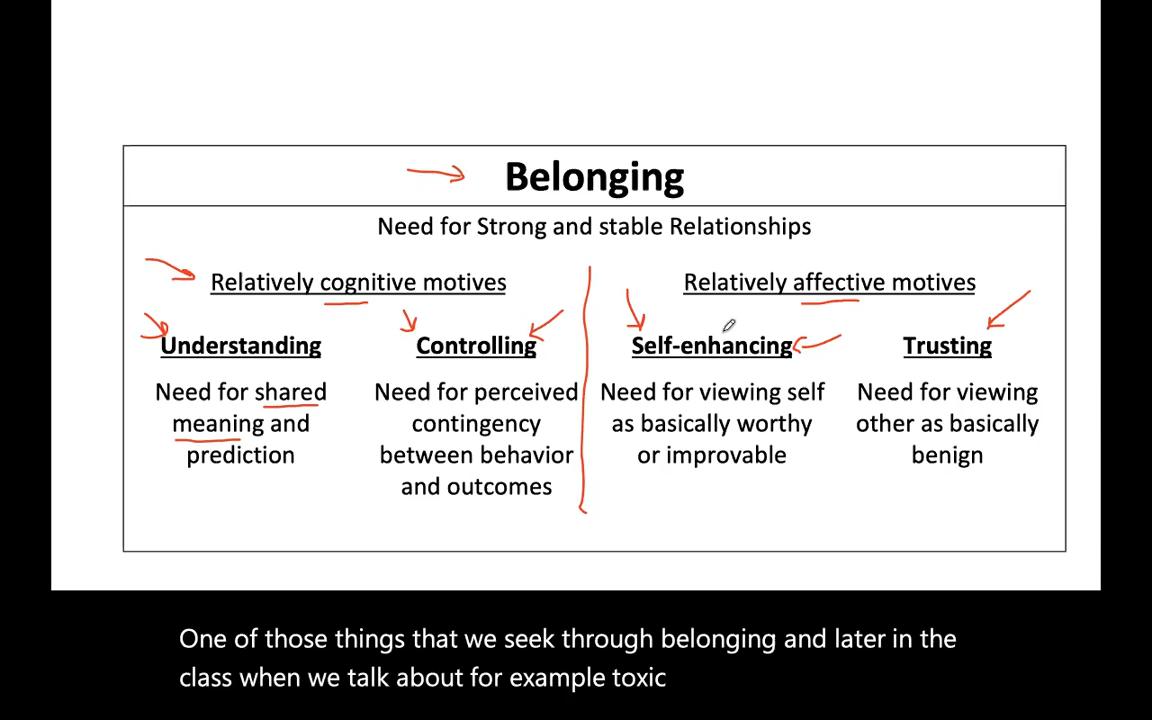 Belonging
Need for Strong and stable Relationships
Relatively cognitive motives
Relatively affective motives
Understanding
Need for shared
meaning and
prediction
Controlling
Need for perceived
contingency
between behavior
and outcomes
Self-enhancing
Need for viewing self
as basically worthy
or improvable
Trusting
Need for viewing
other as basically
benign
One of those things that we seek through belonging and later in the
class when we talk about for example toxic